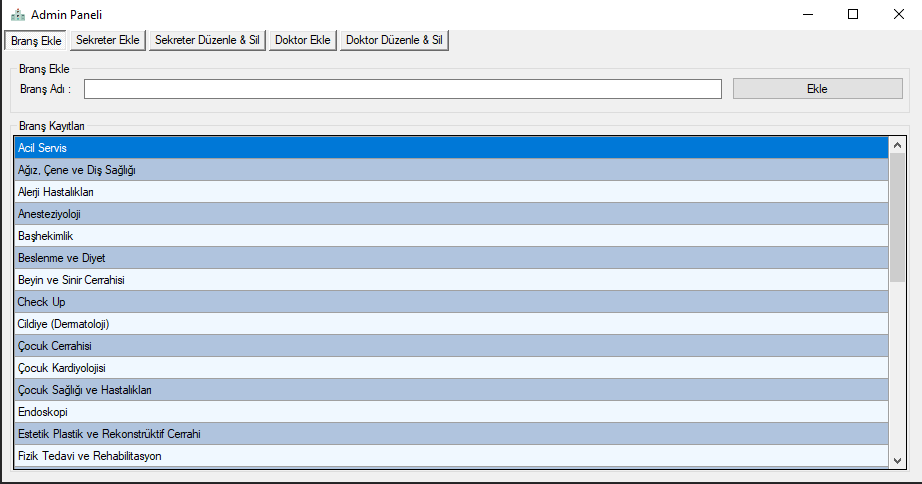 Admin Paneli
Branş Ekle Sekreter Ekle Sekreter Düzenle & Sil Doktor Ekle Doktor Düzenle & Sil
Branş Ekle
Branş Adı : Ekle
Branş Kayıtları
Acil Servis
Ağız, Çene ve Diş Sağlığı
Alerji Hastalıkları
Anesteziyoloji
Başhekimlik
Beslenme ve Diyet
Beyin ve Sinir Cerrahisi
Check Up
Cildiye (Dermatoloji)
Çocuk Cerrahisi
Çocuk Kardiyolojisi
Çocuk Sağlığı ve Hastalıkları
Endoskopi
Estetik Plastik ve Rekonstrüktif Cerrahi
Fizik Tedavi ve Rehabilitasyon